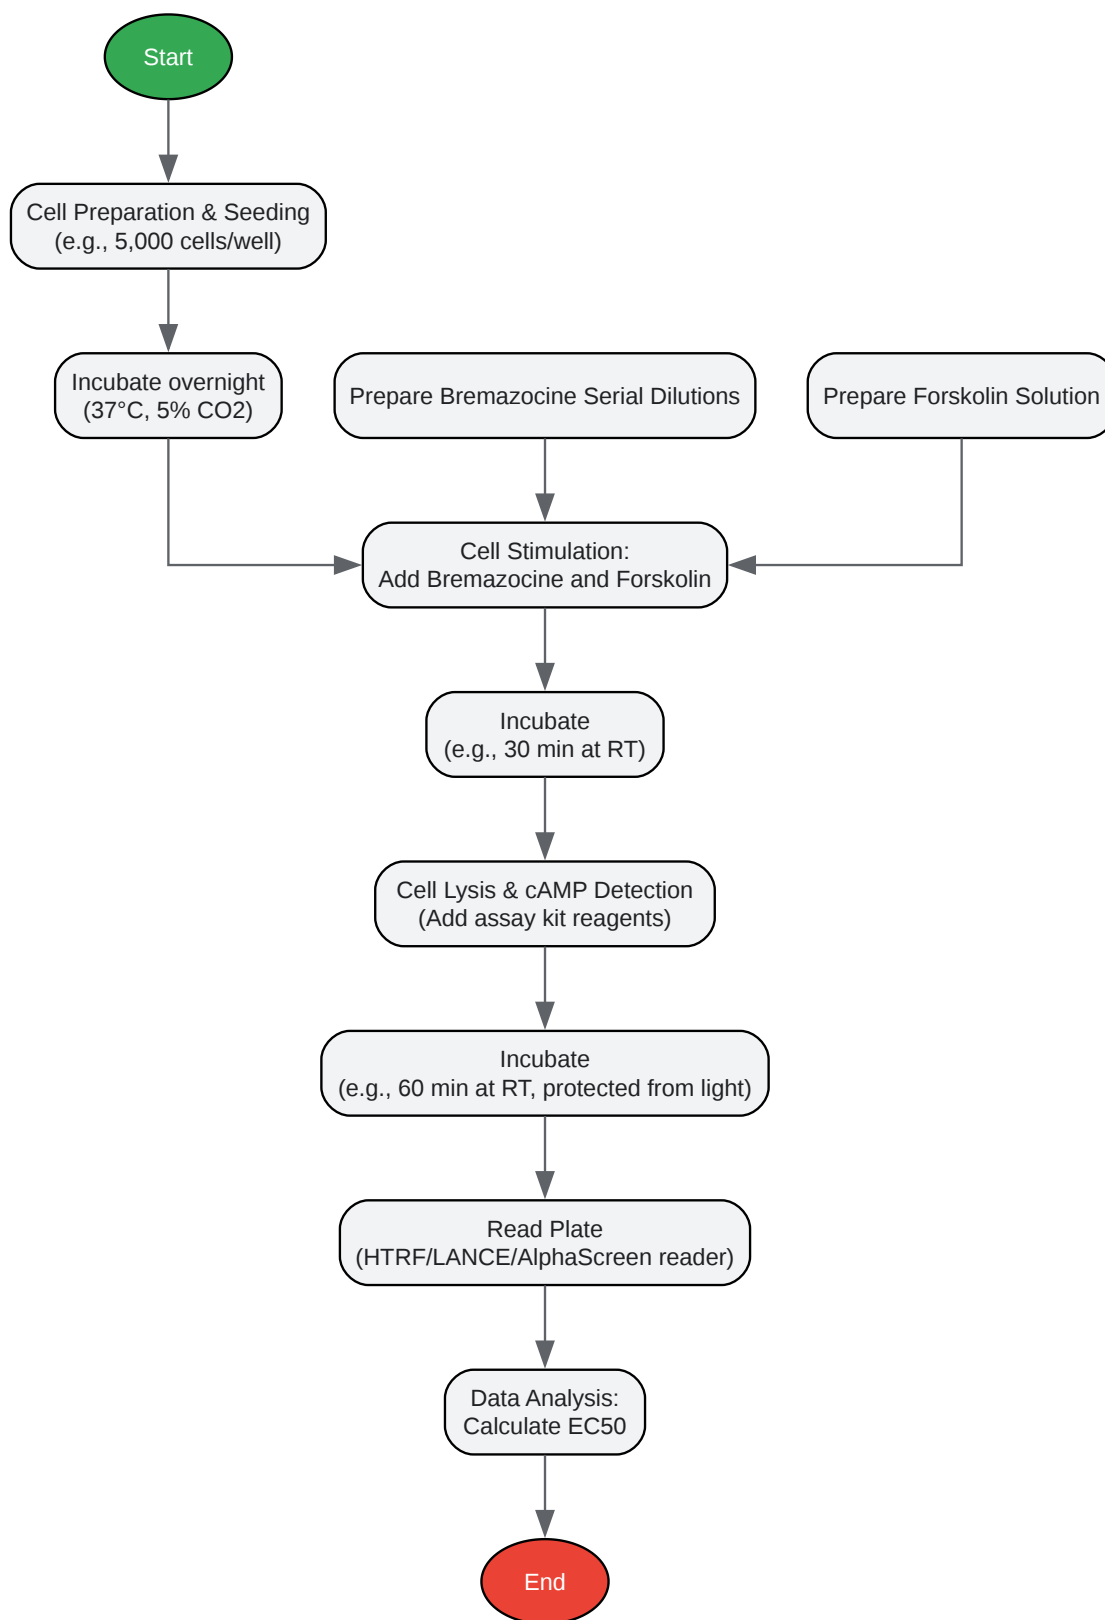 Start
Cell Preparation & Seeding
(e.g., 5,000 cells/well)
Incubate overnight
(37°C, 5% CO2)
Prepare Bremazocine Serial Dilutions
Prepare Forskolin Solution
Cell Stimulation:
Add Bremazocine and Forskolin
Incubate
(e.g., 30 min at RT)
Cell Lysis & cAMP Detection
(Add assay kit reagents)
Incubate
(e.g., 60 min at RT, protected from light)
Read Plate
(HTRF/LANCE/AlphaScreen reader)
Data Analysis:
Calculate EC50
End